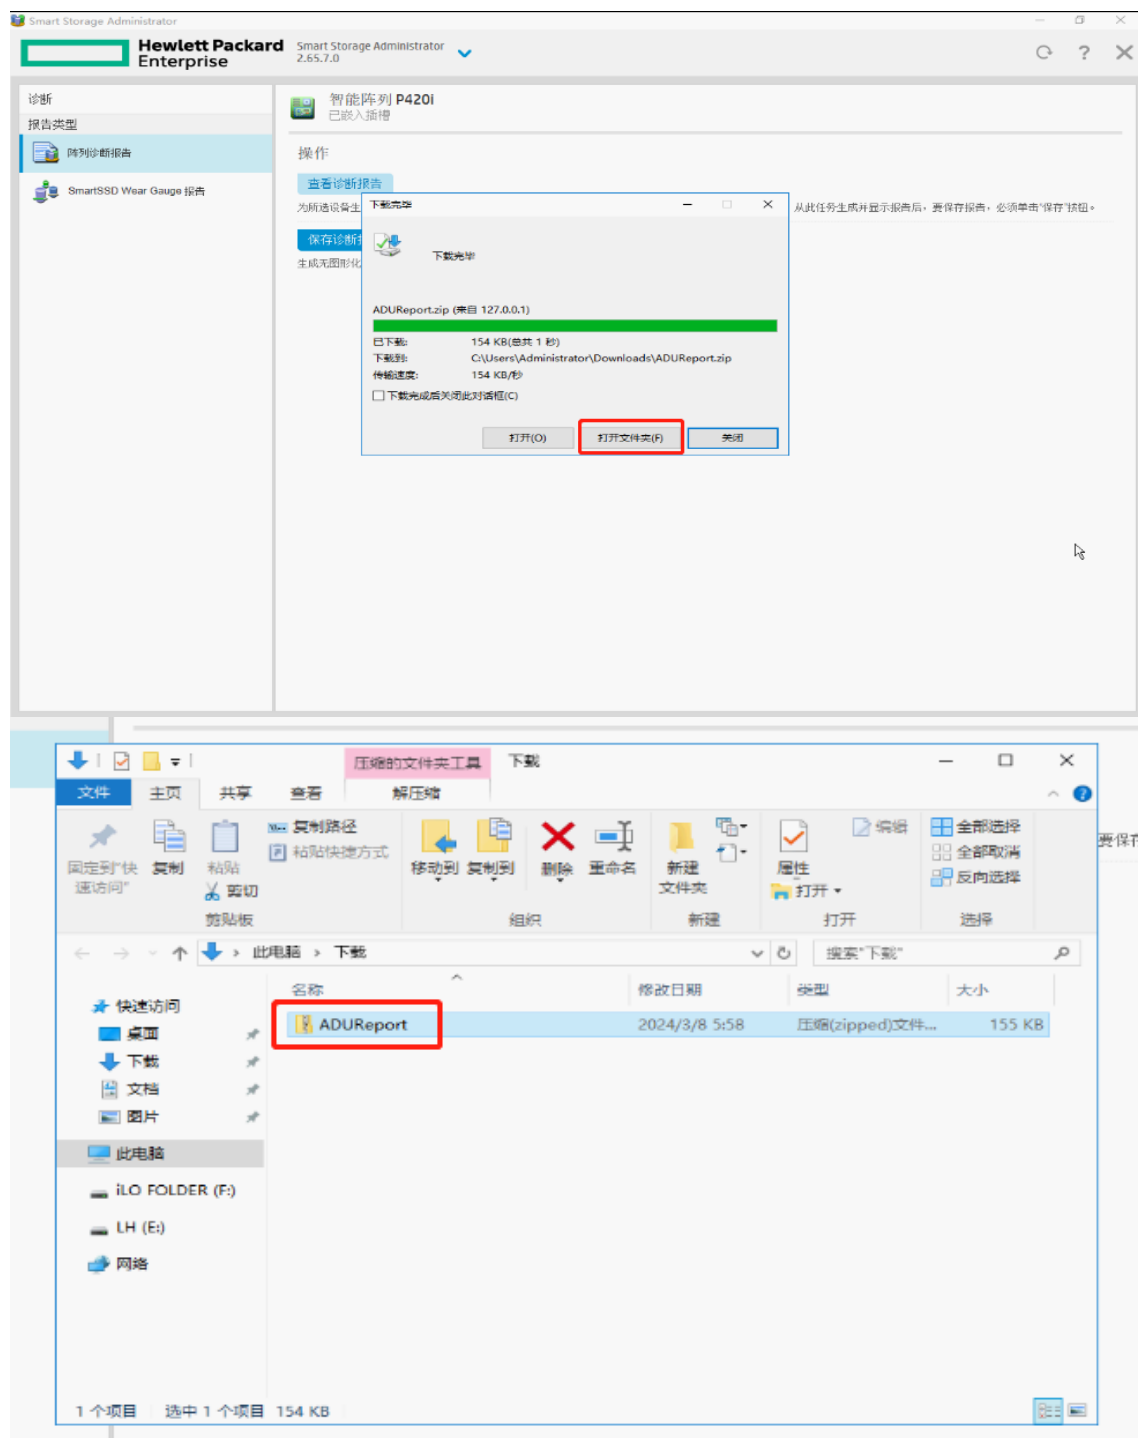 Smart Storage Administrator
Hewlett Packard
Enterprise
Smart Storage Administrator
2.65.7.0
诊断
报告类型
阵列诊断报告
SmartSSD Wear Gauge 报告
智能阵列 P420I
已嵌入插槽
操作
查看诊断报告
为所选设备生
从此任务生成并显示报告后，要保存报告，必须单击“保存”按钮。
保存诊断报
生成无图形化
下载完毕
下载完毕
ADUReport.zip (来自 127.0.0.1)
已下载: 154 KB(总共 1 秒)
下载到: C:\Users\Administrator\Downloads\ADUReport.zip
传输速度: 154 KB/秒
下载完成后关闭此对话框(C)
打开(O) 打开文件夹(F) 关闭
压缩的文件夹工具 下载
文件 主页 共享 查看 解压缩
固定到"快速访问"
复制
粘贴
复制路径
粘贴快捷方式
剪切
剪贴板
移动到 复制到 删除 重命名
组织
新建
文件夹
新建
属性
打开
编辑
打开
全部选择
全部取消
反向选择
选择
要保存
此电脑 › 下载
搜索"下载"
名称 修改日期 类型 大小
ADUReport 2024/3/8 5:58 压缩(zipped)文件... 155 KB
快速访问
桌面
下载
文档
图片
此电脑
iLO FOLDER (F:)
LH (E:)
网络
1 个项目 选中 1 个项目 154 KB